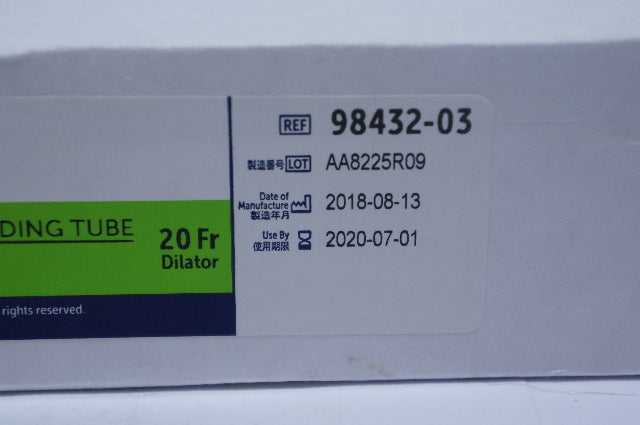 REF 98432-03
製造番号 LOT AA8225R09
Date of
Manufacture 2018-08-13
製造年月
Use By 2020-07-01
使用期限
DING TUBE
20 Fr
Dilator
rights reserved.